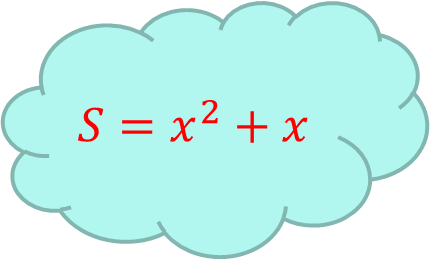 S = x² + x